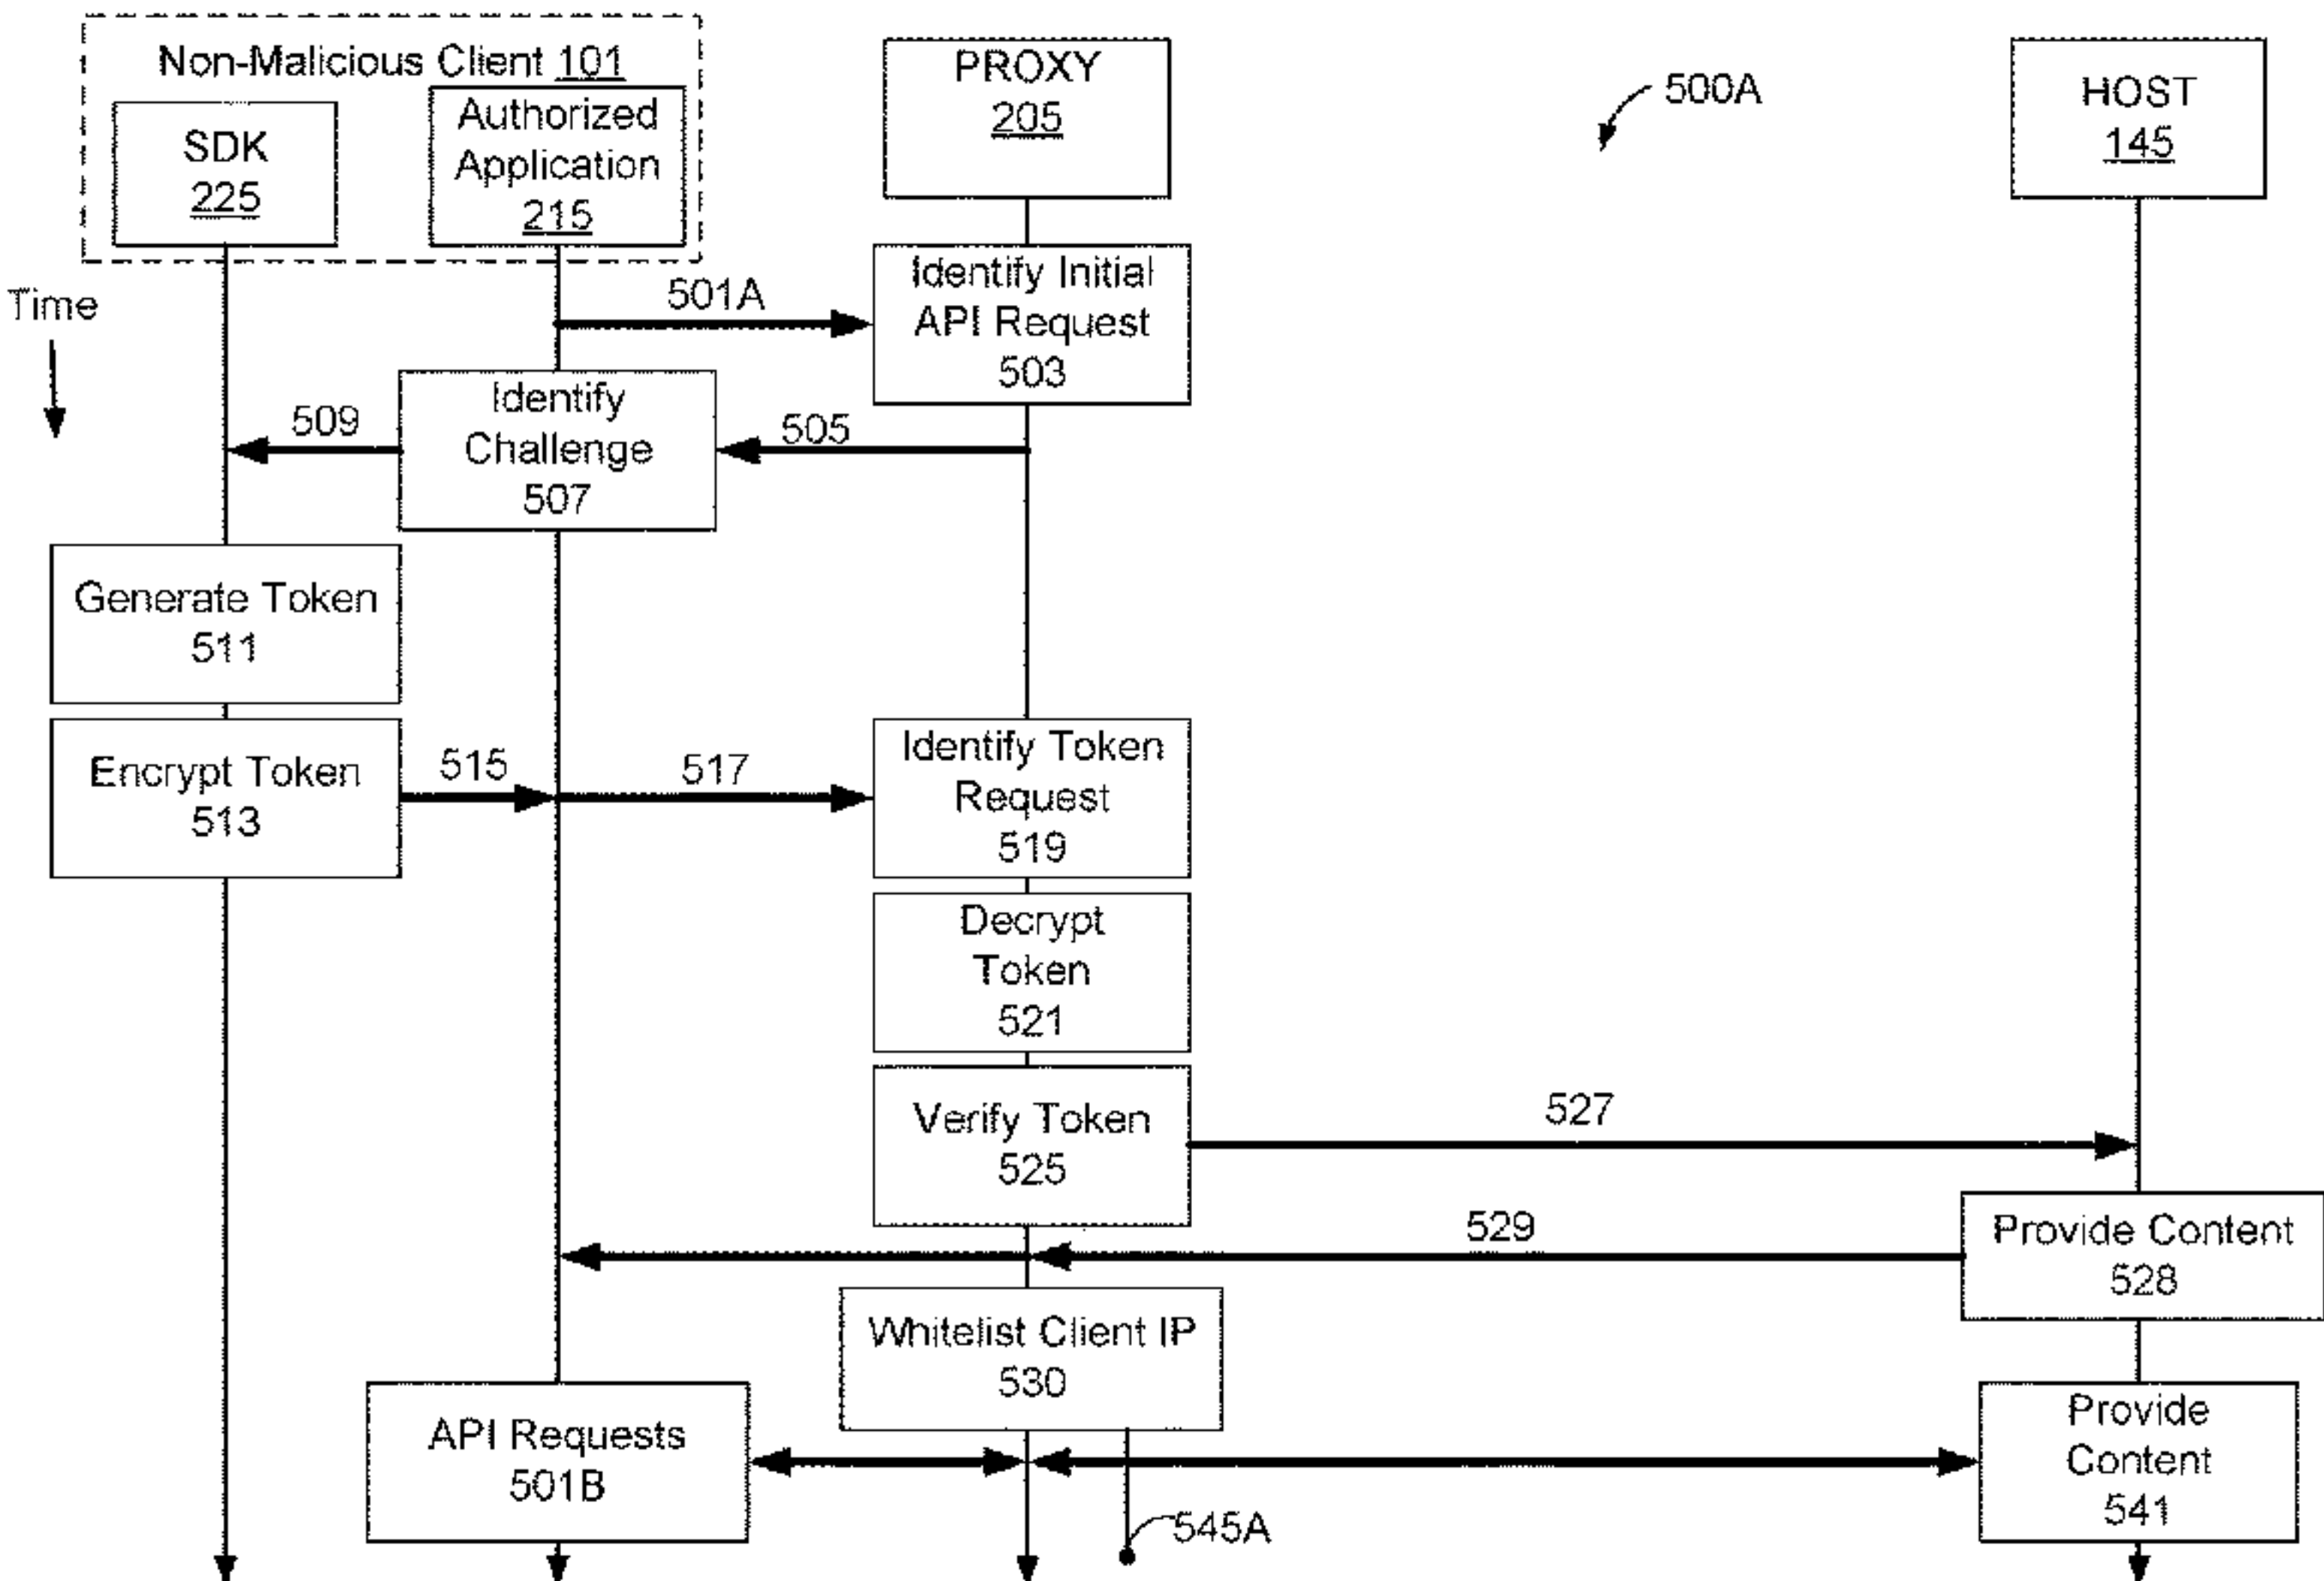 Non-Malicious Client 101
SDK
225
Authorized
Application
215
PROXY
205
500A
HOST
145
Time
501A
Identify Initial
API Request
503
509
Identify
Challenge
507
505
Generate Token
511
Encrypt Token
513
515
517
Identify Token
Request
519
Decrypt
Token
521
Verify Token
525
527
529
Provide Content
528
Whitelist Client IP
530
API Requests
501B
Provide
Content
541
545A